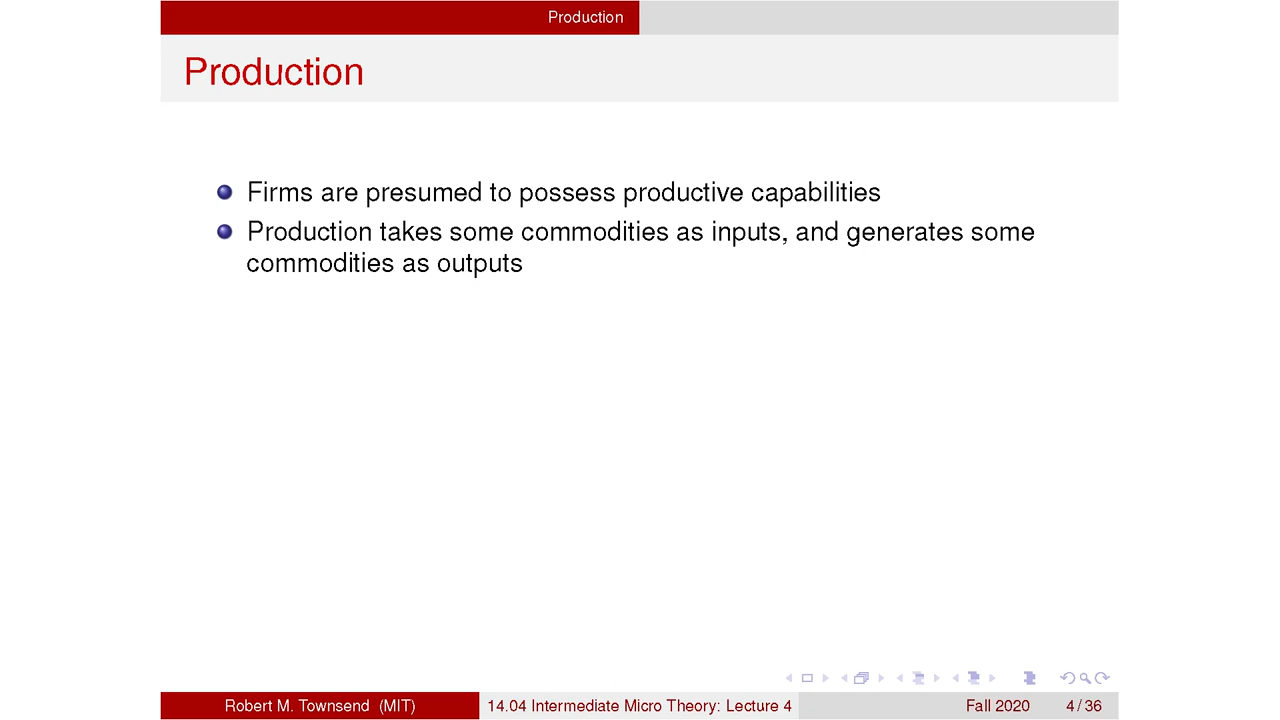 Production
Production
Firms are presumed to possess productive capabilities
Production takes some commodities as inputs, and generates some
commodities as outputs
Robert M. Townsend (MIT)
14.04 Intermediate Micro Theory: Lecture 4
Fall 2020
4 / 36